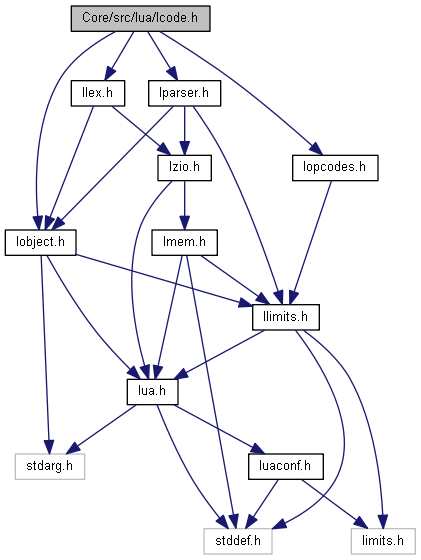 Core/src/lua/lcode.h
llex.h
lparser.h
lzio.h
lopcodes.h
lobject.h
lmem.h
llimits.h
lua.h
stdarg.h
luaconf.h
stddef.h
limits.h